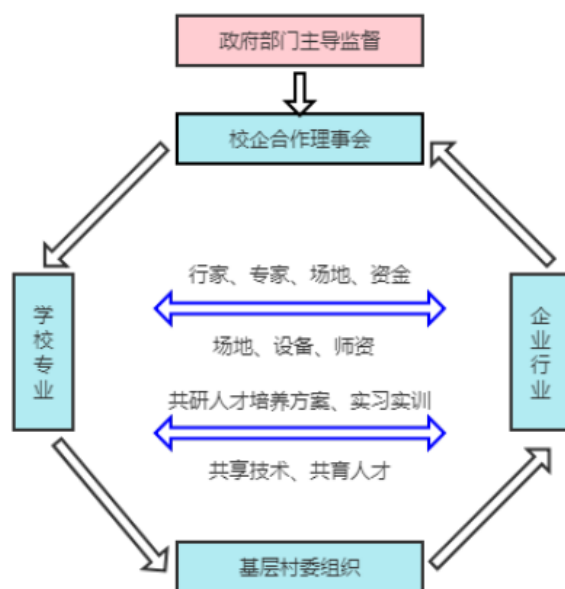 政府部门主导监督
校企合作理事会
行家、专家、场地、资金
学校专业
企业行业
场地、设备、师资
共研人才培养方案、实习实训
共享技术、共育人才
基层村委组织